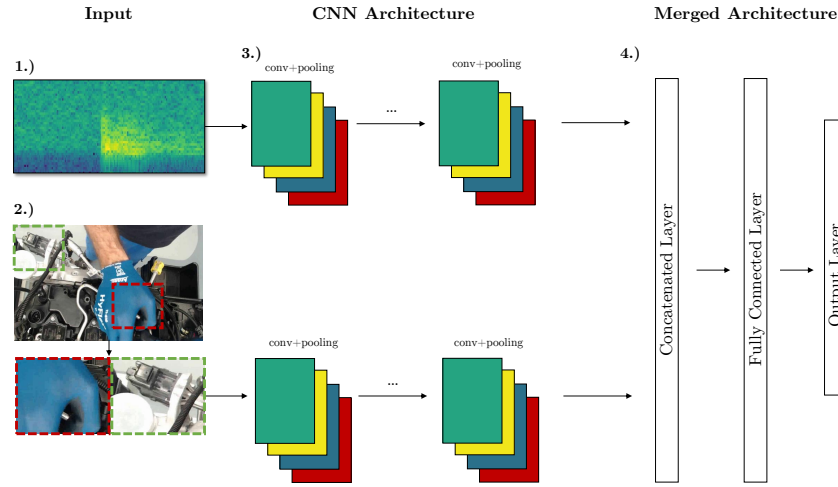 Input
CNN Architecture
Merged Architecture
1.)
3.)
4.)
conv+pooling
conv+pooling
...
2.)
conv+pooling
conv+pooling
...
Concatenated Layer
Fully Connected Layer
Output Layer